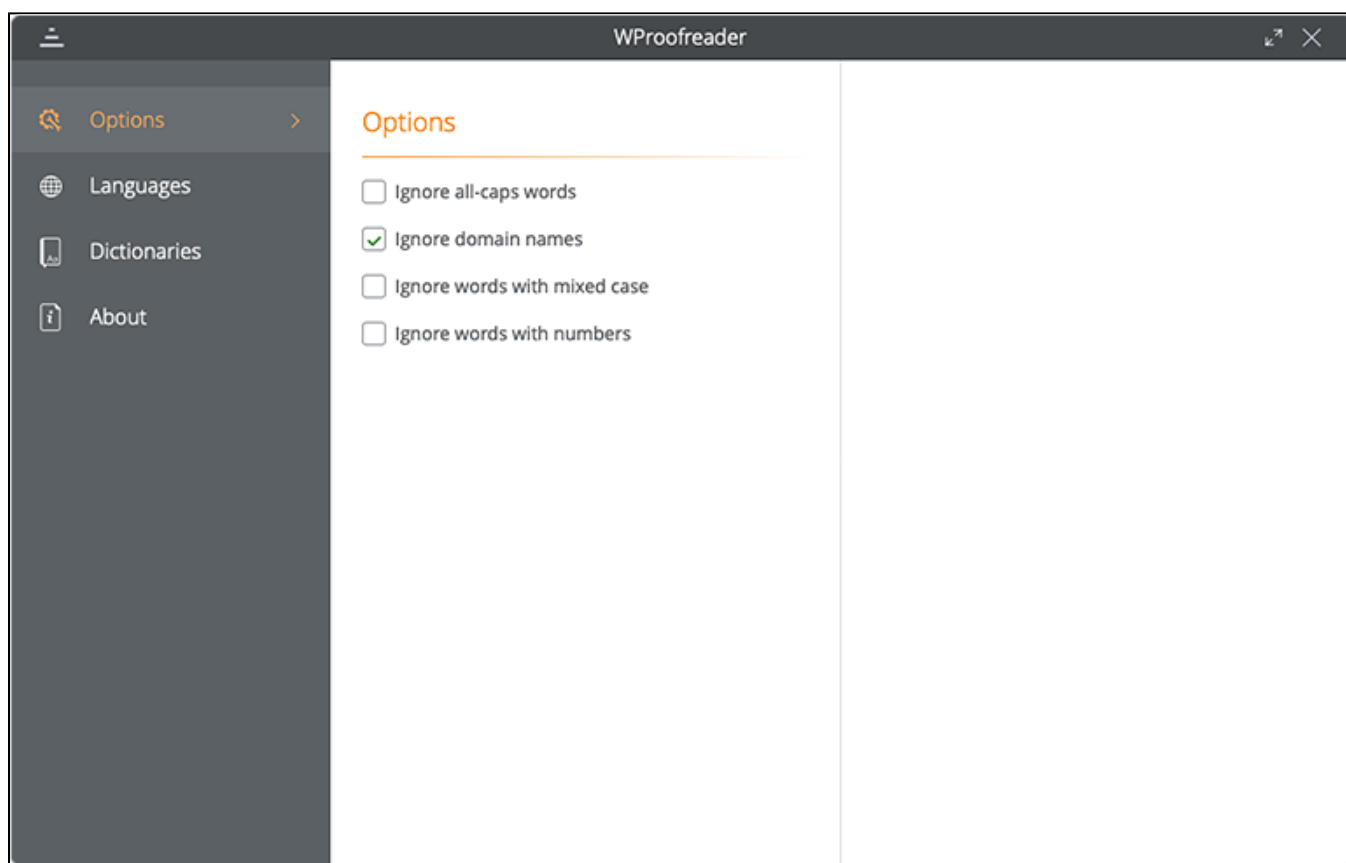 WProofreader
Options
Languages
Dictionaries
About
Options
Ignore all-caps words
Ignore domain names
Ignore words with mixed case
Ignore words with numbers